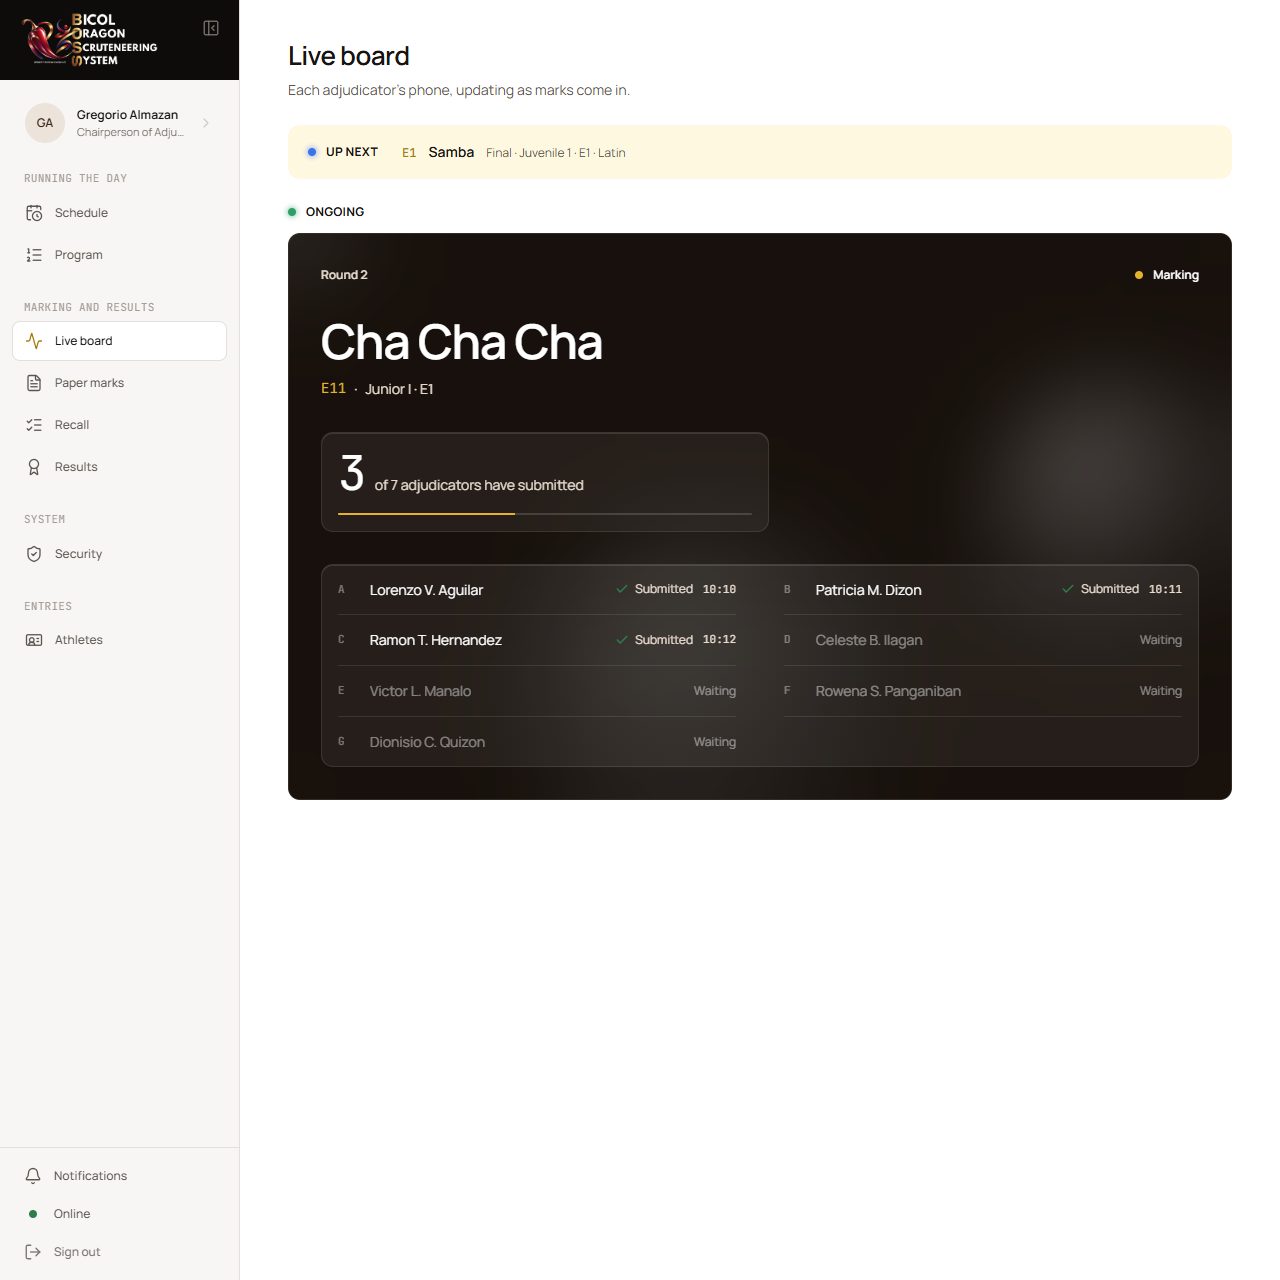 BICOL
DRAGON
SCRUTENEERING
SYSTEM
GA
Gregorio Almazan
Chairperson of Adju...
RUNNING THE DAY
Schedule
Program
MARKING AND RESULTS
Live board
Paper marks
Recall
Results
SYSTEM
Security
ENTRIES
Athletes
Notifications
Online
Sign out
Live board
Each adjudicator's phone, updating as marks come in.
UP NEXT E1 Samba Final · Juvenile 1 · E1 · Latin
ONGOING
Round 2
Marking
Cha Cha Cha
E11 · Junior I · E1
3 of 7 adjudicators have submitted
A Lorenzo V. Aguilar Submitted 10:10
B Patricia M. Dizon Submitted 10:11
C Ramon T. Hernandez Submitted 10:12
D Celeste B. Ilagan Waiting
E Victor L. Manalo Waiting
F Rowena S. Panganiban Waiting
G Dionisio C. Quizon Waiting